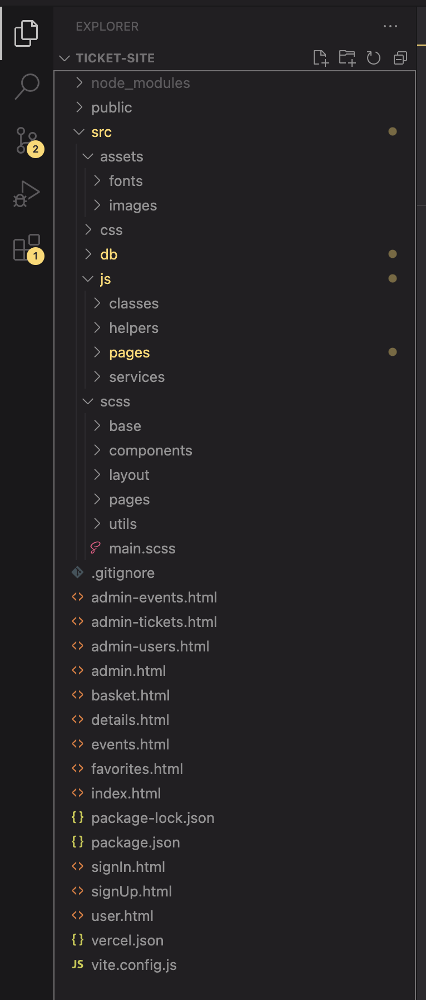 EXPLORER
TICKET-SITE
node_modules
public
src
2
assets
fonts
images
css
1
db
js
classes
helpers
pages
services
scss
base
components
layout
pages
utils
main.scss
.gitignore
<> admin-events.html
<> admin-tickets.html
<> admin-users.html
<> admin.html
<> basket.html
<> details.html
<> events.html
<> favorites.html
<> index.html
{} package-lock.json
{} package.json
<> signIn.html
<> signUp.html
<> user.html
{} vercel.json
JS vite.config.js